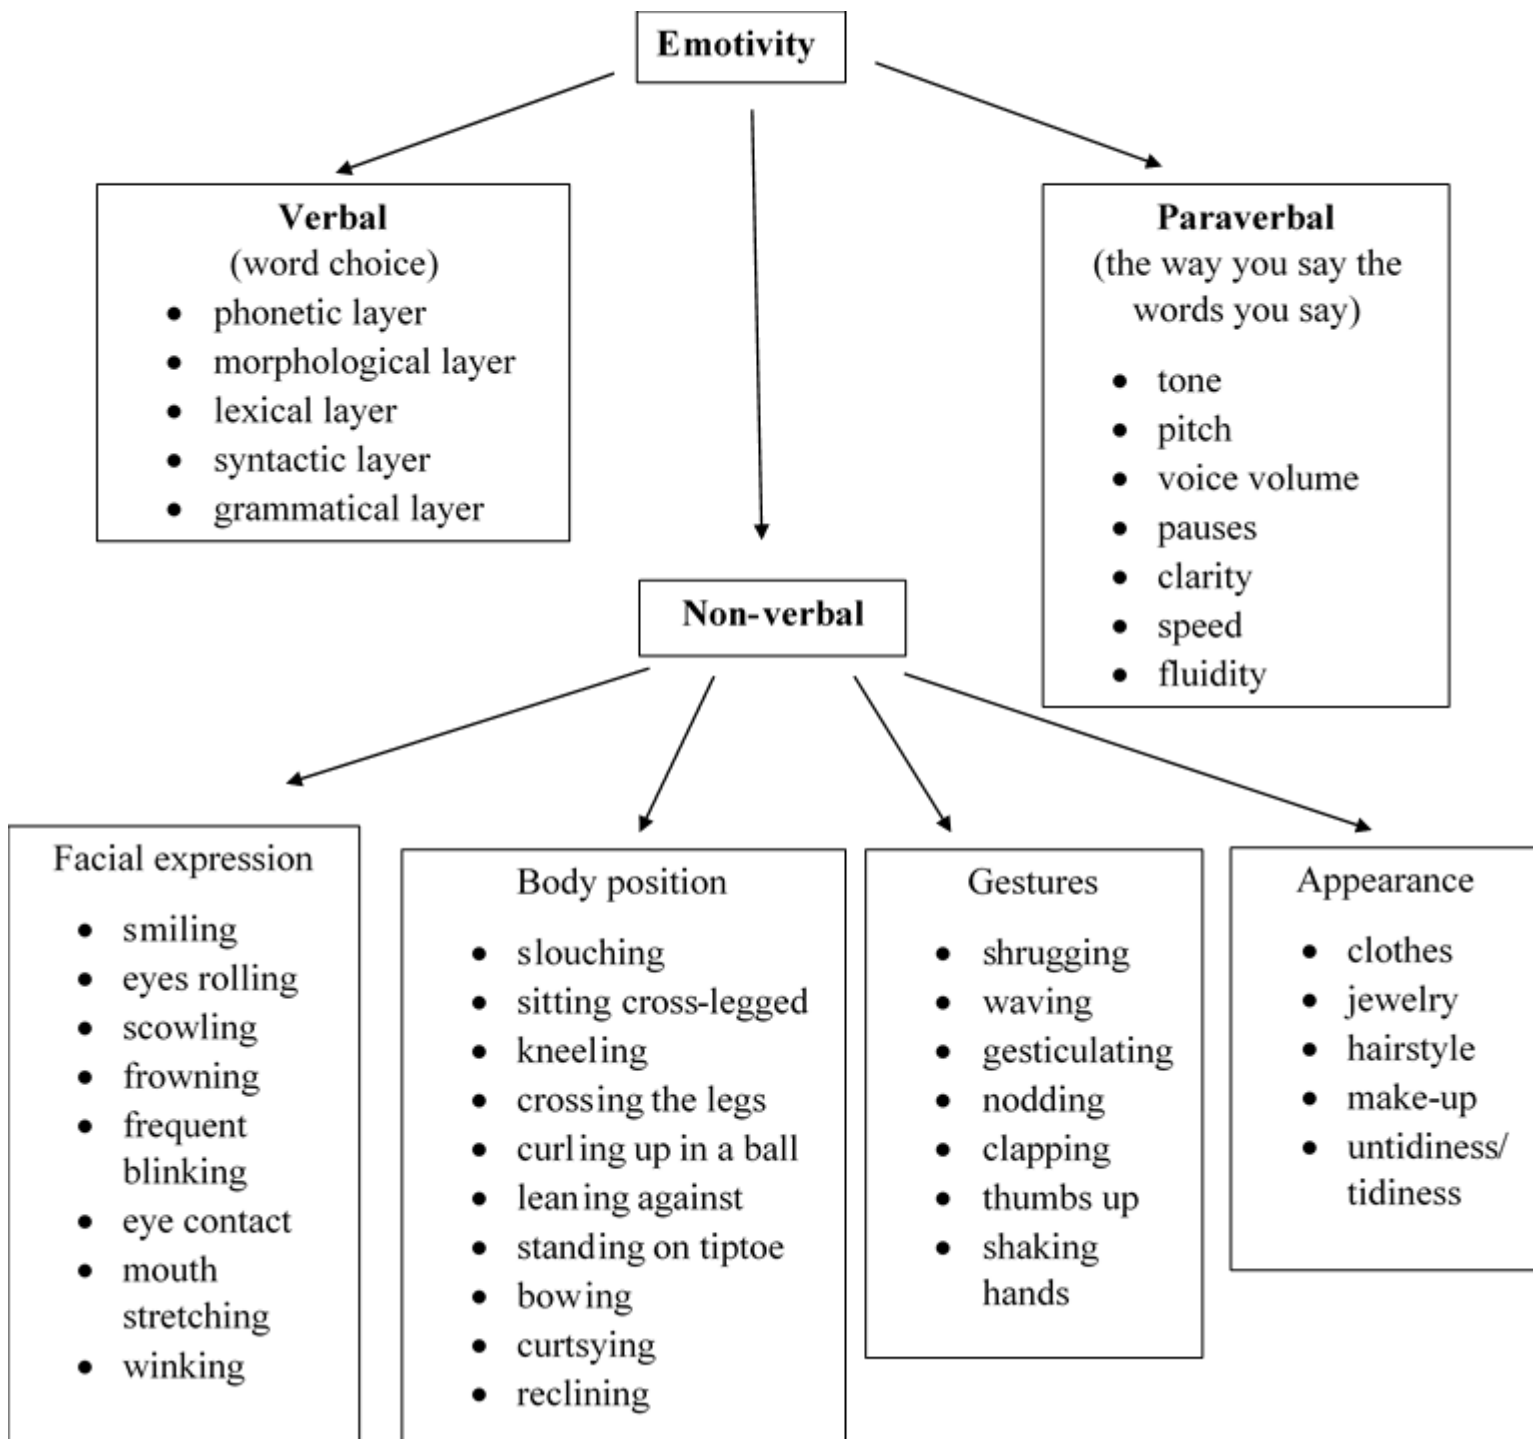 Emotivity
Verbal
(word choice)
• phonetic layer
• morphological layer
• lexical layer
• syntactic layer
• grammatical layer
Paraverbal
(the way you say the
words you say)
• tone
• pitch
• voice volume
• pauses
• clarity
• speed
• fluidity
Non-verbal
Facial expression
• smiling
• eyes rolling
• scowling
• frowning
• frequent
blinking
• eye contact
• mouth
stretching
• winking
Body position
• slouching
• sitting cross-legged
• kneeling
• crossing the legs
• curling up in a ball
• leaning against
• standing on tiptoe
• bowing
• curtsying
• reclining
Gestures
• shrugging
• waving
• gesticulating
• nodding
• clapping
• thumbs up
• shaking
hands
Appearance
• clothes
• jewelry
• hairstyle
• make-up
• untidiness/
tidiness